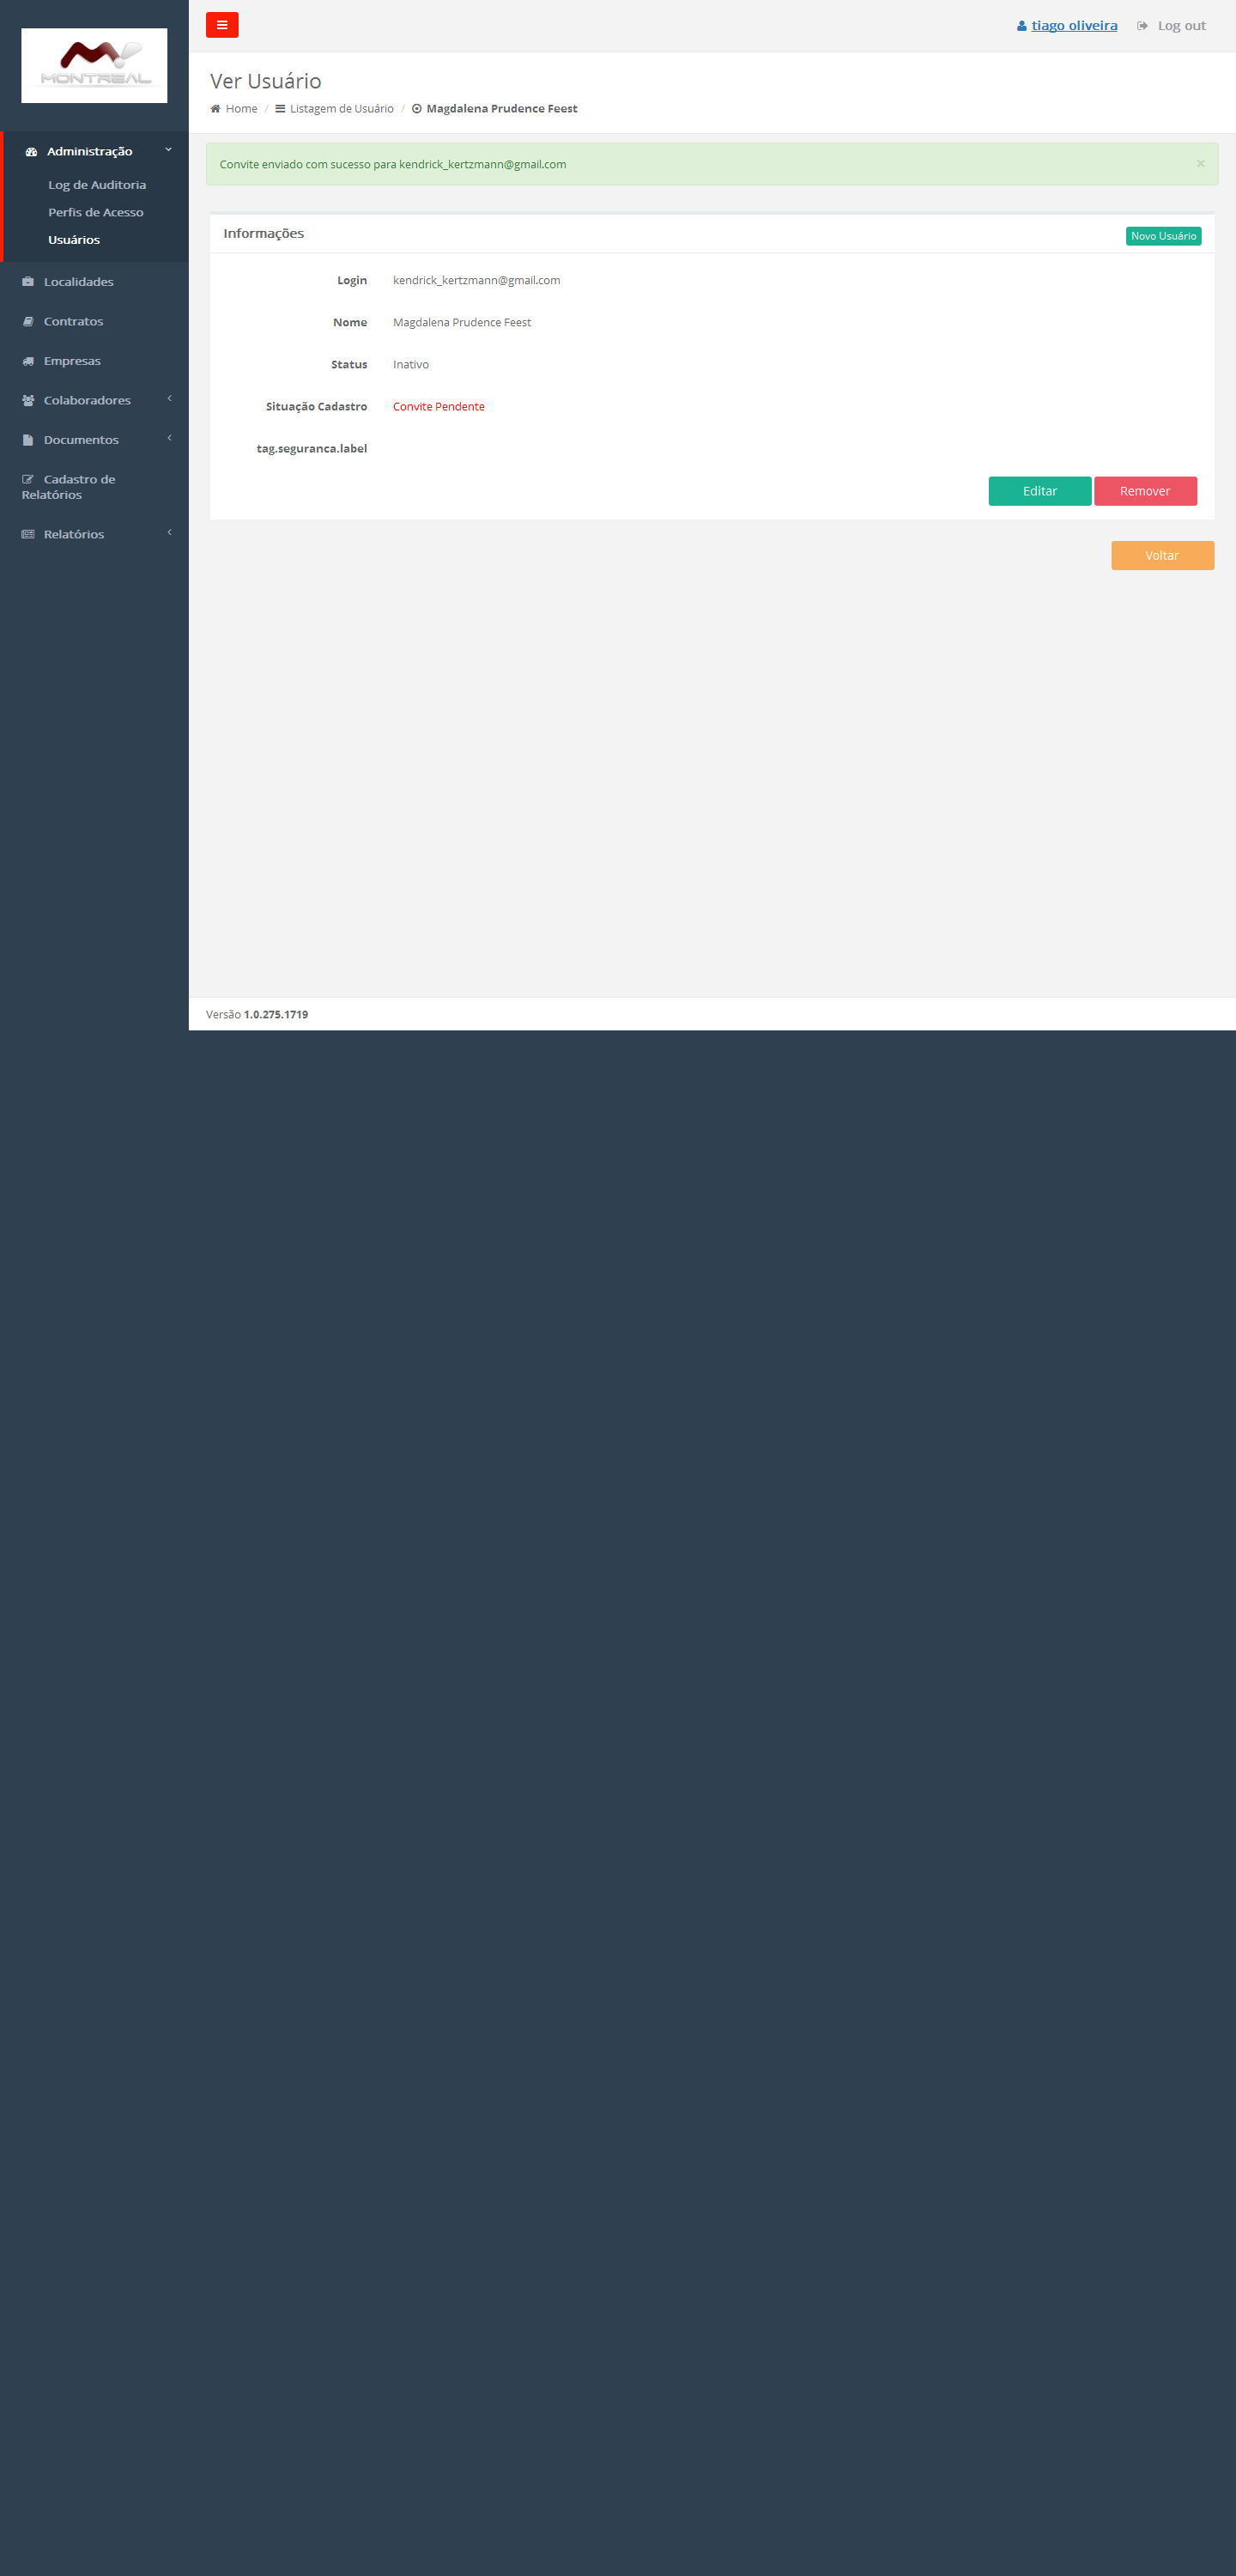 MONTREAL
tiago oliveira
Log out
Ver Usuário
Home / Listagem de Usuário / Magdalena Prudence Feest
Administração
Log de Auditoria
Perfis de Acesso
Usuários
Localidades
Contratos
Empresas
Colaboradores
Documentos
Cadastro de
Relatórios
Relatórios
Convite enviado com sucesso para kendrick_kertzmann@gmail.com
×
Informações
Novo Usuário
Login kendrick_kertzmann@gmail.com
Nome Magdalena Prudence Feest
Status Inativo
Situação Cadastro Convite Pendente
tag.seguranca.label
Editar
Remover
Voltar
Versão 1.0.275.1719